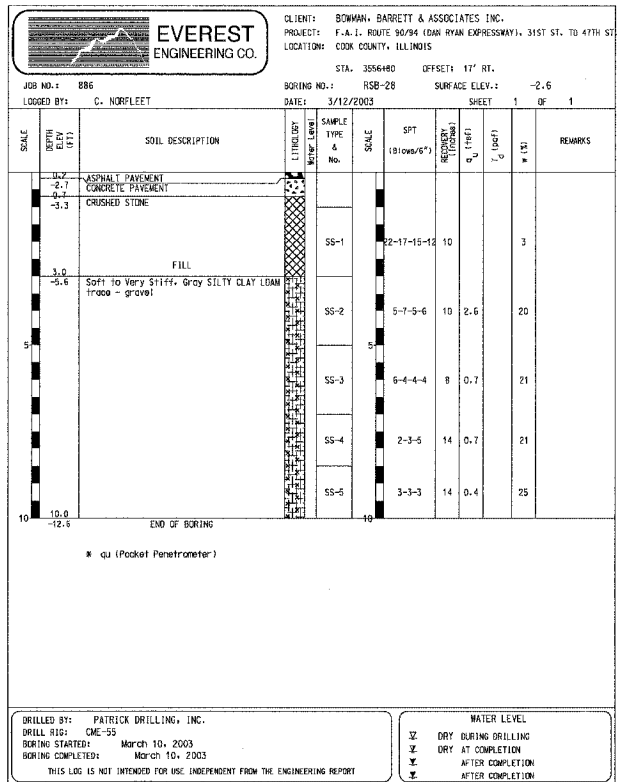 EVEREST
ENGINEERING CO.
CLIENT: BOWMAN, BARRETT & ASSOCIATES INC.
PROJECT: F.A.I. ROUTE 90/94 (DAN RYAN EXPRESSWAY), 31ST ST. TO 47TH ST
LOCATION: COOK COUNTY, ILLINOIS
STA. 3556+80 OFFSET: 17' RT.
JOB NO.: 886 BORING NO.: RSB-28 SURFACE ELEV.: -2.6
LOGGED BY: C. NORFLEET DATE: 3/12/2003 SHEET 1 OF 1
SCALE DEPTH ELEV (FT) SOIL DESCRIPTION LITHOLOGY Water Level SAMPLE TYPE & No. SCALE SPT (Blows/6") RECOVERY (Inches) qu (tsf) γd (pcf) w (%) REMARKS
ASPHALT PAVEMENT
-2.7 CONCRETE PAVEMENT
0.7
-3.3 CRUSHED STONE
SS-1 22-17-15-12 10 3
FILL
3.0
-5.6 Soft to Very Stiff, Gray SILTY CLAY LOAM
trace - gravel
SS-2 5-7-5-6 10 2.6 20
5 5
SS-3 6-4-4-4 8 0.7 21
SS-4 2-3-5 14 0.7 21
SS-5 3-3-3 14 0.4 25
10 10.0 10
-12.6 END OF BORING
* qu (Pocket Penetrometer)
DRILLED BY: PATRICK DRILLING, INC.
DRILL RIG: CME-55
BORING STARTED: March 10, 2003
BORING COMPLETED: March 10, 2003
THIS LOG IS NOT INTENDED FOR USE INDEPENDENT FROM THE ENGINEERING REPORT
WATER LEVEL
DRY DURING DRILLING
DRY AT COMPLETION
AFTER COMPLETION
AFTER COMPLETION